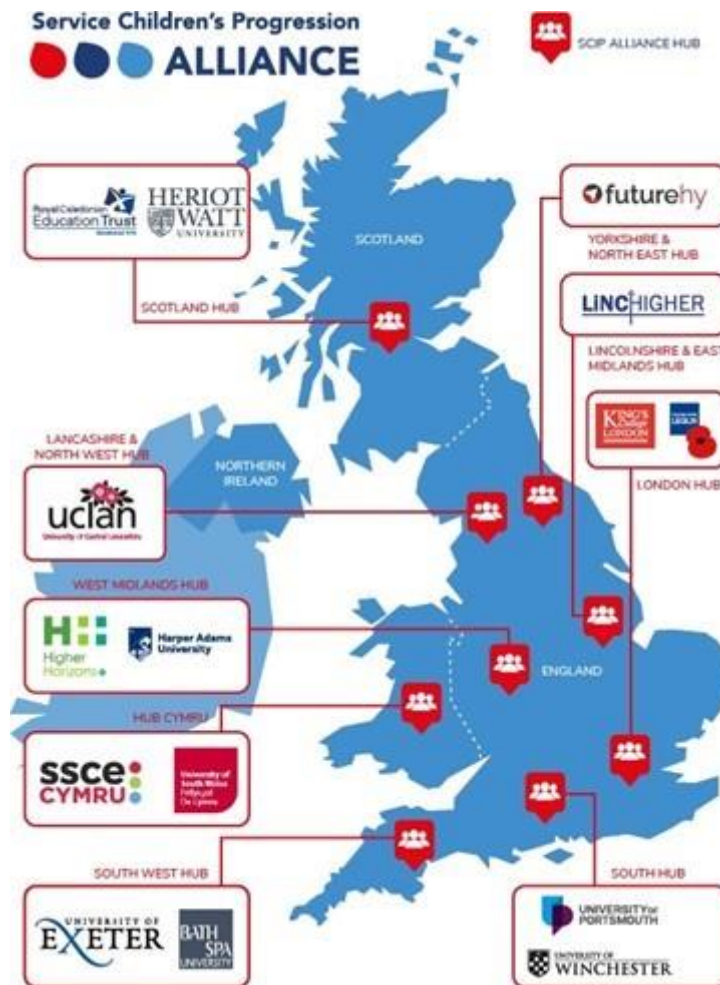 Service Children's Progression
ALLIANCE
SCIP ALLIANCE HUB
Royal Caledonian
Education Trust
HERIOT
WATT
UNIVERSITY
SCOTLAND HUB
SCOTLAND
futurehy
YORKSHIRE &
NORTH EAST HUB
LiNCHIGHER
LINCOLNSHIRE & EAST
MIDLANDS HUB
KING'S
College
LONDON
LONDON HUB
LANCASHIRE &
NORTH WEST HUB
uclan
University of Central Lancashire
NORTHERN
IRELAND
WEST MIDLANDS HUB
H
Higher
Horizons
Harper Adams
University
ENGLAND
HUB CYMRU
ssce
CYMRU
University of
South Wales
Prifysgol
De Cymru
SOUTH WEST HUB
UNIVERSITY OF
EXETER
BATH
SPA
UNIVERSITY
SOUTH HUB
UNIVERSITY OF
PORTSMOUTH
UNIVERSITY OF
WINCHESTER